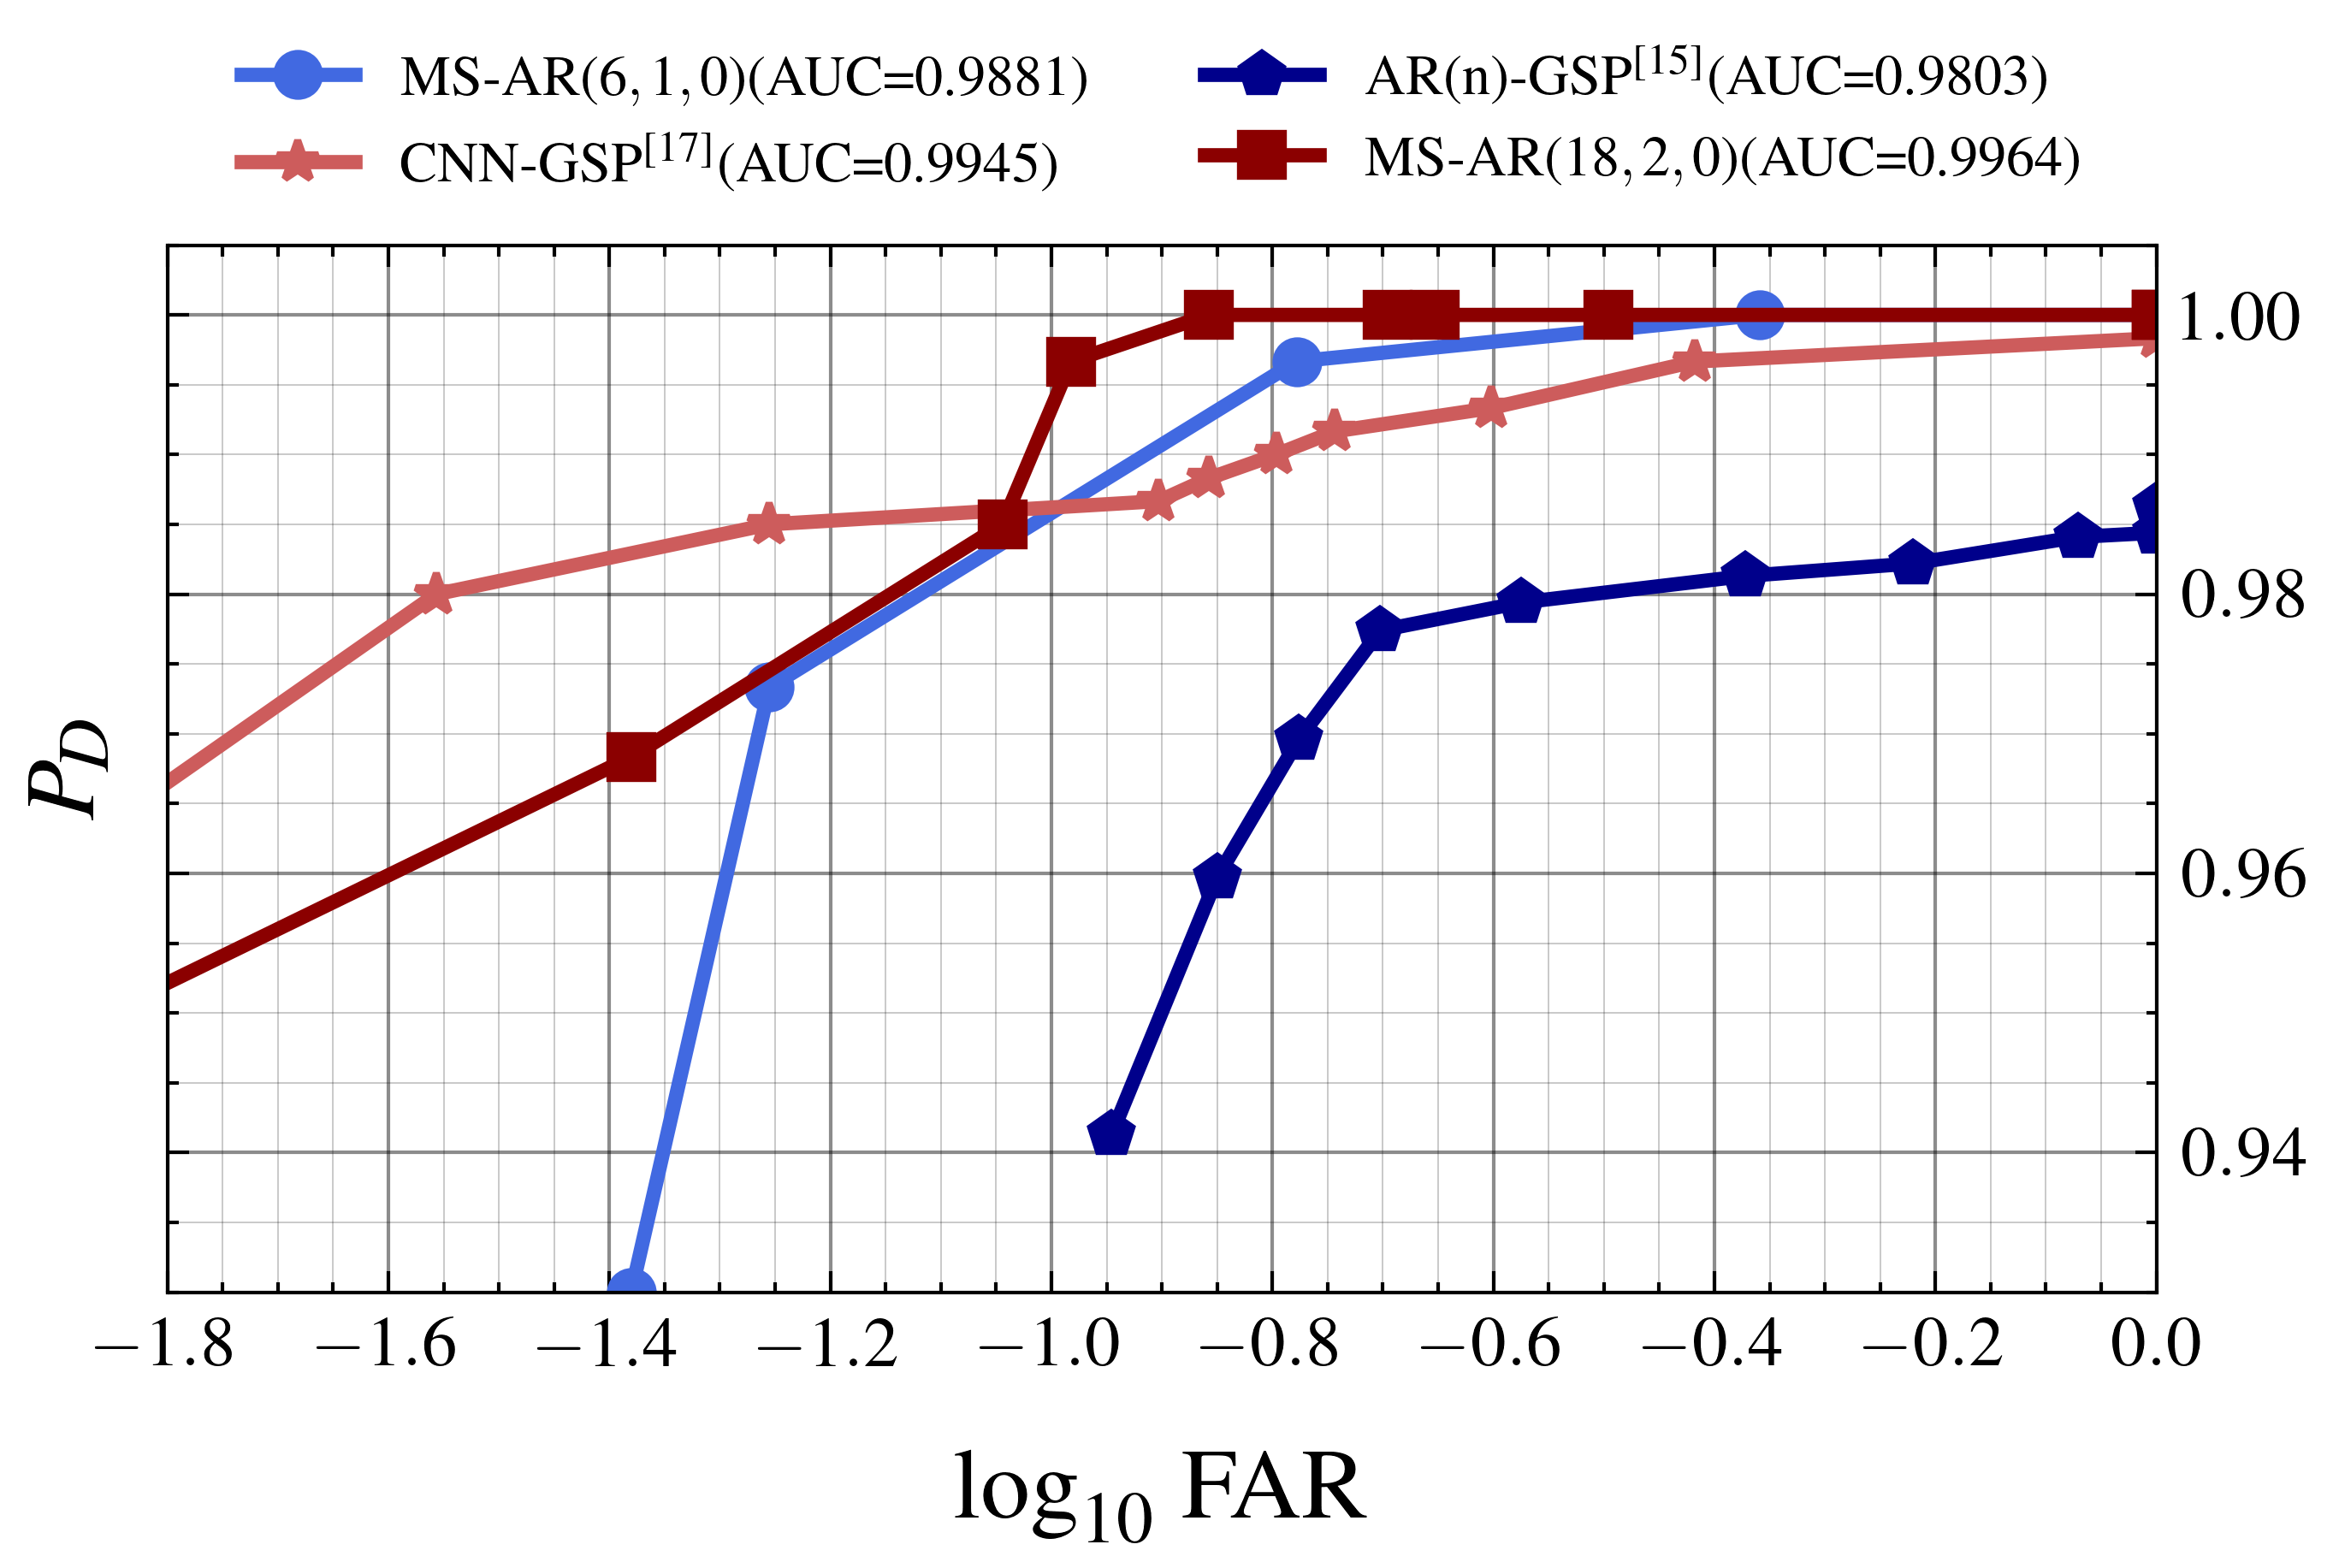 MS-AR(6, 1, 0)(AUC=0.9881)
CNN-GSP[17](AUC=0.9945)
AR(n)-GSP[15](AUC=0.9803)
MS-AR(18, 2, 0)(AUC=0.9964)
P_D
1.00
0.98
0.96
0.94
−1.8 −1.6 −1.4 −1.2 −1.0 −0.8 −0.6 −0.4 −0.2 0.0
log₁₀ FAR